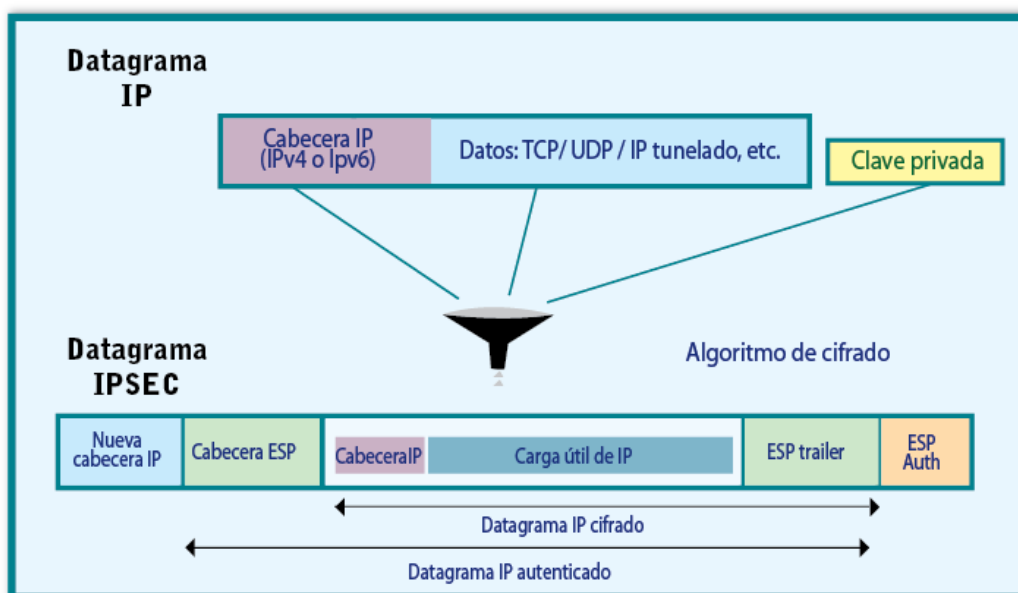 Datagrama
IP
Cabecera IP
(IPv4 o Ipv6)
Datos: TCP/ UDP / IP tunelado, etc.
Clave privada
Datagrama
IPSEC
Algoritmo de cifrado
Nueva
cabecera IP
Cabecera ESP
CabeceraIP
Carga útil de IP
ESP trailer
ESP
Auth
Datagrama IP cifrado
Datagrama IP autenticado